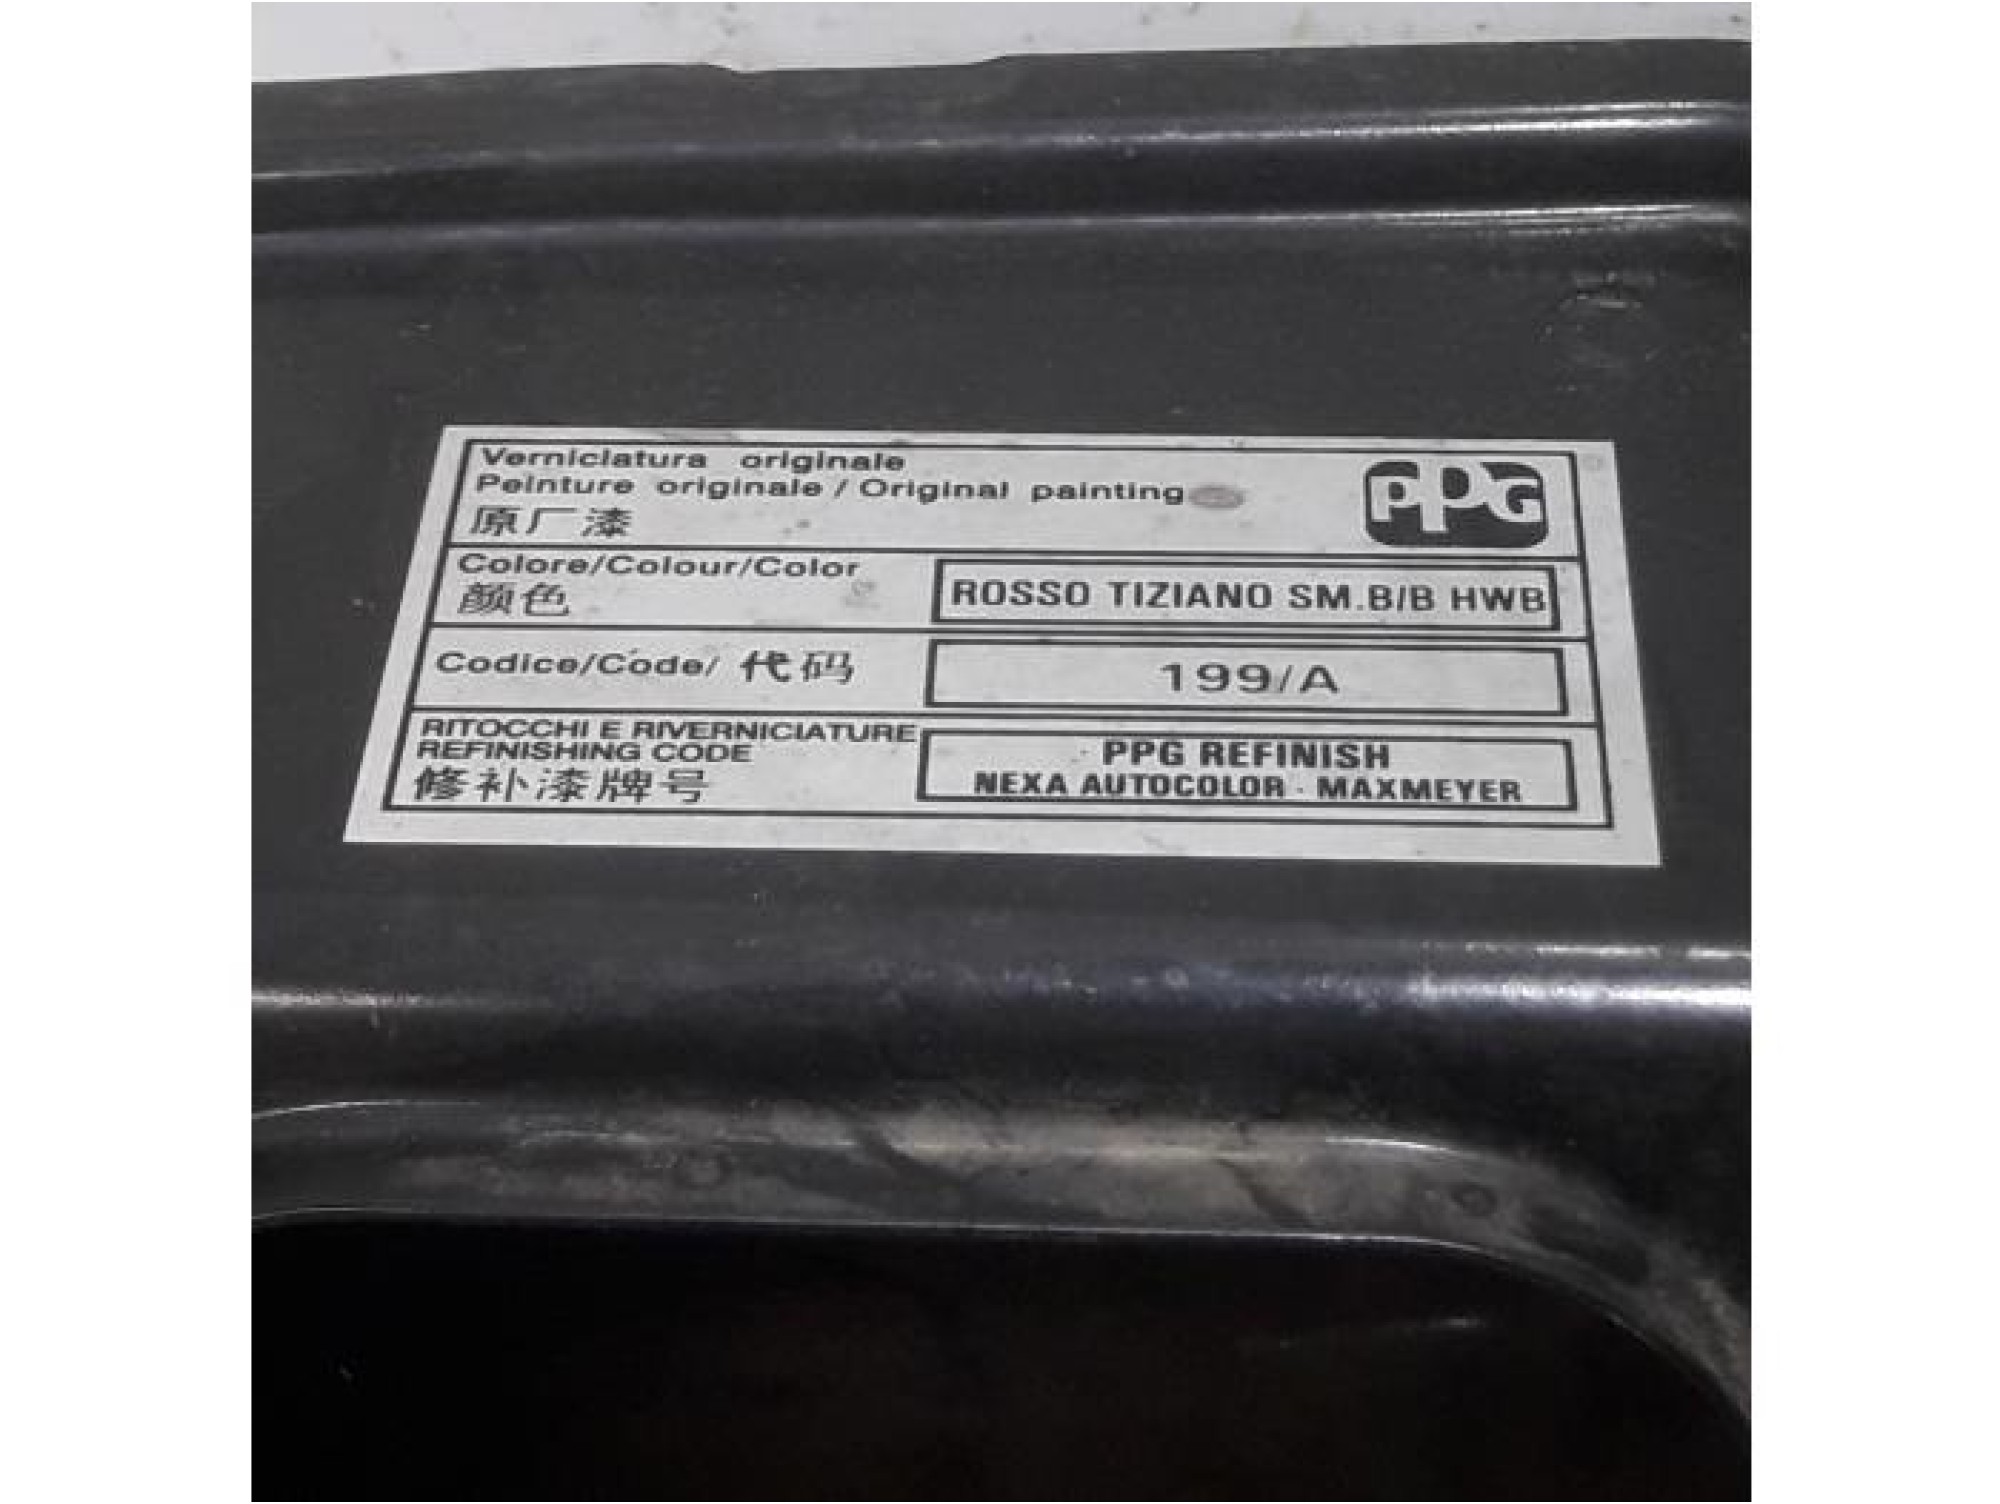 Verniciatura originale
Peinture originale / Original painting
原厂漆
PPG
Colore/Colour/Color
颜色
ROSSO TIZIANO SM.B/B HWB
Codice/Code/ 代码
199/A
RITOCCHI E RIVERNICIATURE
REFINISHING CODE
修补漆牌号
PPG REFINISH
NEXA AUTOCOLOR - MAXMEYER